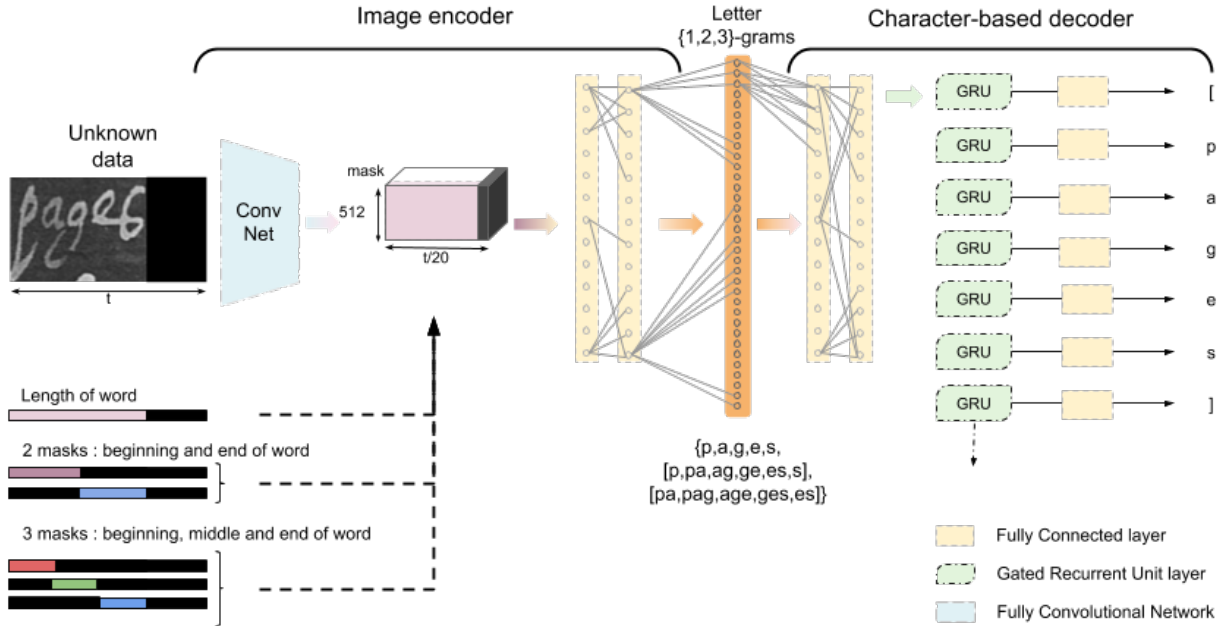 Image encoder
Letter
{1,2,3}-grams
Character-based decoder
Unknown
data
pages
t
Conv
Net
mask
512
t/20
GRU
[
GRU
p
GRU
a
GRU
g
GRU
e
GRU
s
GRU
]
Length of word
2 masks : beginning and end of word
3 masks : beginning, middle and end of word
{p,a,g,e,s,
[p,pa,ag,ge,es,s],
[pa,pag,age,ges,es]}
Fully Connected layer
Gated Recurrent Unit layer
Fully Convolutional Network